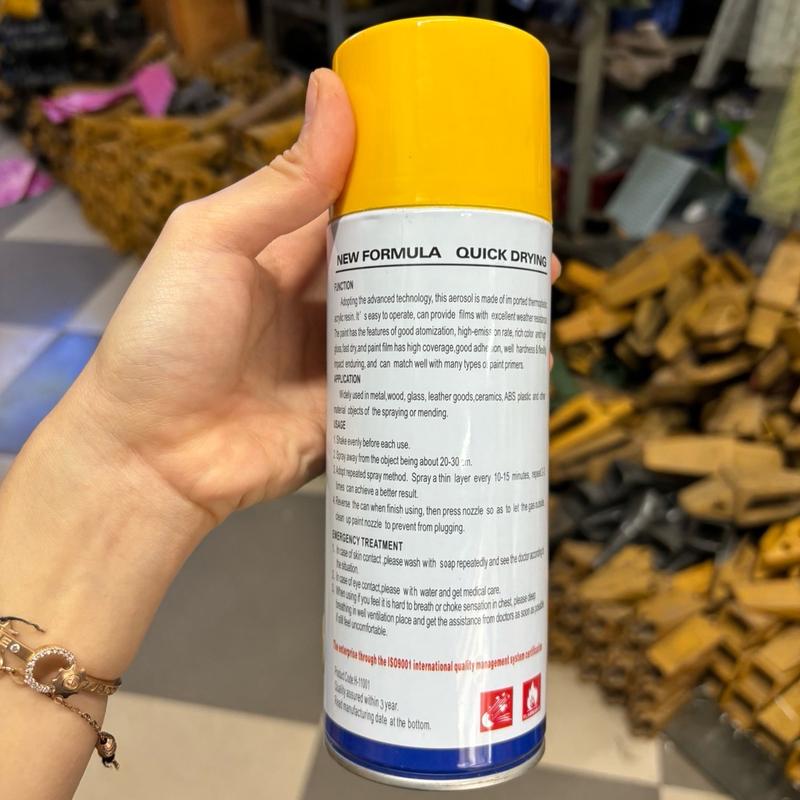 NEW FORMULA QUICK DRYING
FUNCTION
Adopting the advanced technology, this aerosol is made of im ported thermoplastic
acrylic resin. It' s easy to operate, can provide films with excellent weather resistance
The paint has the features of good atomization, high-emission rate, rich color and high
gloss, fast dry,and paint film has high coverage,good adhesion, well hardness & flexibility
impact enduring, and can match well with many types of paint primers.
APPLICATION
Widely used in metal,wood, glass, leather goods,ceramics, ABS plastic and other
material objects of the spraying or mending.
USAGE
1.Shake evenly before each use.
2.Spray away from the object being about 20-30 cm.
3.Adopt repeated spray method. Spray a thin layer every 10-15 minutes, repeat
times can achieve a better result.
4.Reverse the can when finish using, then press nozzle so as to let the gas outside,
clean up paint nozzle to prevent from plugging.
EMERGENCY TREATMENT
1. In case of skin contact ,please wash with soap repeatedly and see the doctor according to
the situation.
2. In case of eye contact,please with water and get medical care.
3. When using if you feel it is hard to breath or choke sensation in chest, please deep
breathing in well ventilation place and get the assistance from doctors as soon as possible
if still feel uncomfortable.
The enterprise through the ISO9001 international quality management system certification
Product Code:H-11001
Quality assured within 3 year.
Read manufacturing date at the bottom.